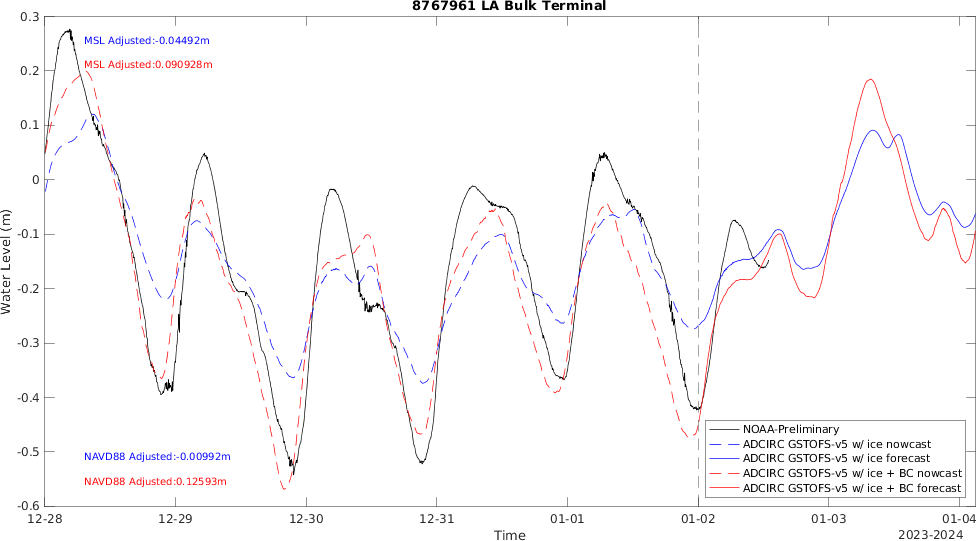 8767961 LA Bulk Terminal
MSL Adjusted:-0.04492m
MSL Adjusted:0.090928m
NAVD88 Adjusted:-0.00992m
NAVD88 Adjusted:0.12593m
Water Level (m)
0.3
0.2
0.1
0
-0.1
-0.2
-0.3
-0.4
-0.5
-0.6
NOAA-Preliminary
ADCIRC GSTOFS-v5 w/ ice nowcast
ADCIRC GSTOFS-v5 w/ ice forecast
ADCIRC GSTOFS-v5 w/ ice + BC nowcast
ADCIRC GSTOFS-v5 w/ ice + BC forecast
12-28 12-29 12-30 12-31 01-01 01-02 01-03 01-04
Time
2023-2024